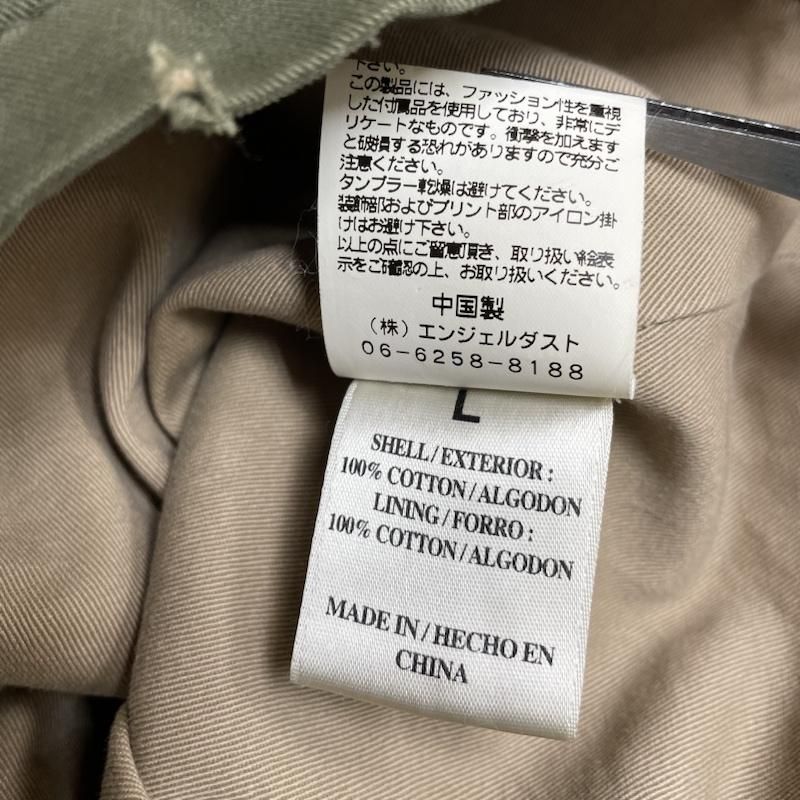 下さい。
この製品には、ファッション性を重視
した付属品を使用しており、非常にデ
リケートなものです。衝撃を加えます
と破損する恐れがありますので充分ご
注意ください。
タンブラー乾燥は避けてください。
装飾部およびプリント部のアイロン掛
けはお避け下さい。
以上の点にご留意頂き、取り扱い絵表
示をご確認の上、お取り扱いください。
中国製
（株）エンジェルダスト
06-6258-8188
L
SHELL/EXTERIOR:
100% COTTON/ALGODON
LINING/FORRO:
100% COTTON/ALGODON
MADE IN/HECHO EN
CHINA